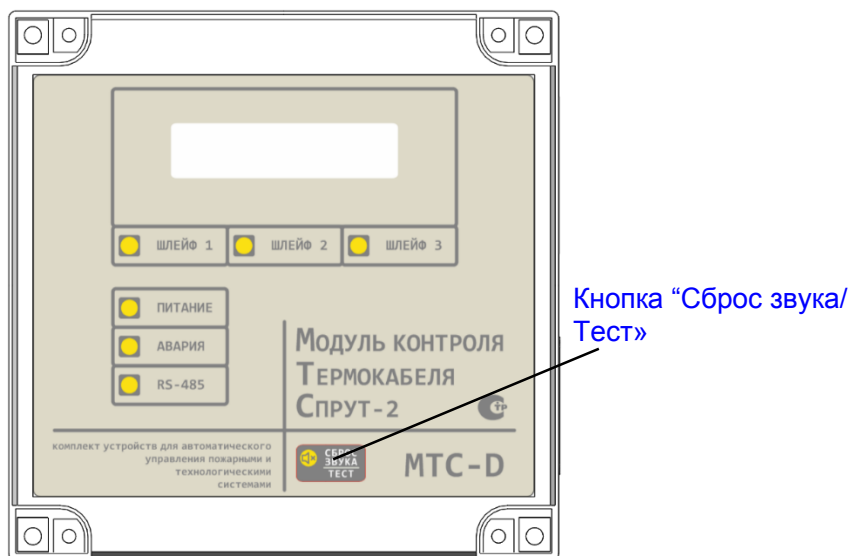 ШЛЕЙФ 1 ШЛЕЙФ 2 ШЛЕЙФ 3
ПИТАНИЕ
АВАРИЯ
RS-485
Кнопка “Сброс звука/
Тест»
МОДУЛЬ КОНТРОЛЯ
ТЕРМОКАБЕЛЯ
СПРУТ-2
комплект устройств для автоматического
управления пожарными и
технологическими
системами
СБРОС
ЗВУКА
ТЕСТ
МТС-D